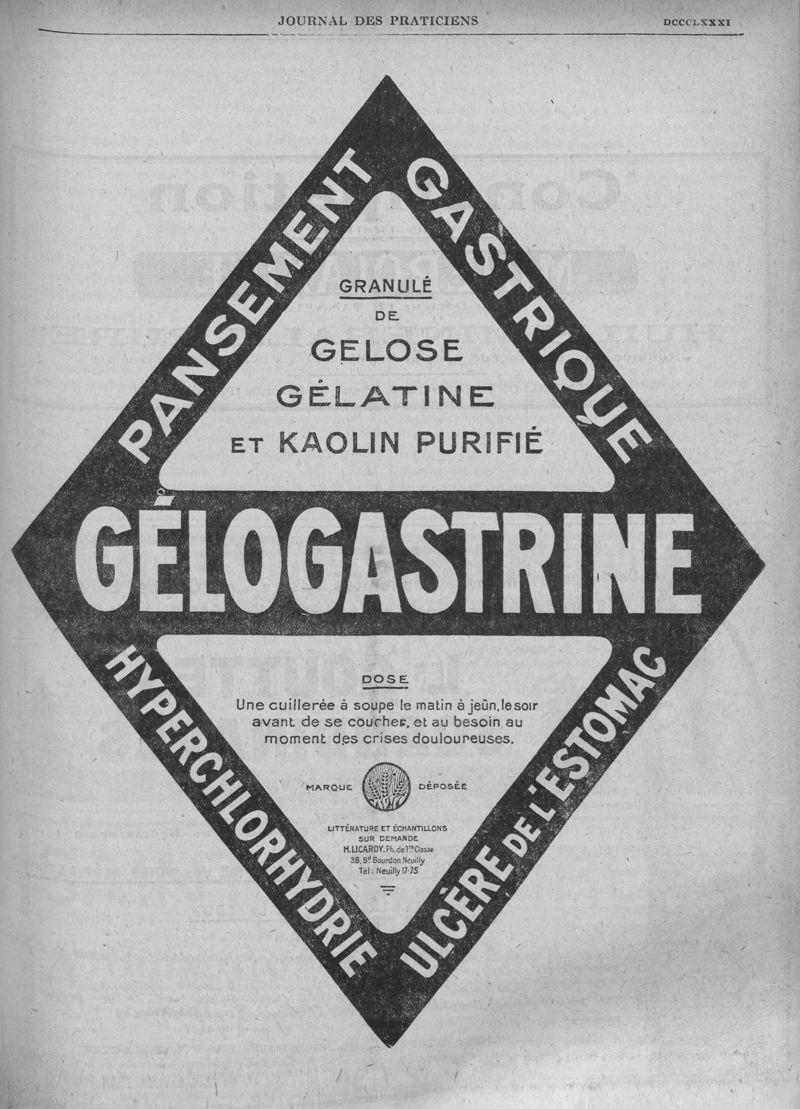 JOURNAL DES PRATICIENS
DCCCLXXXI
PANSEMENT
GASTRIQUE
GRANULÉ
DE
GELOSE
GÉLATINE
ET KAOLIN PURIFIÉ
GÉLOGASTRINE
DOSE
Une cuillerée à soupe le matin à jeûn, le soir
avant de se coucher, et au besoin au
moment des crises douloureuses.
MARQUE DÉPOSÉE
LITTÉRATURE ET ÉCHANTILLONS
SUR DEMANDE
H. LICARDY. Ph. de 1re Classe
38, Bd Bourdon. Neuilly
Tél: Neuilly 17-75
HYPERCHLORHYDRIE
ULCÈRE DE L'ESTOMAC